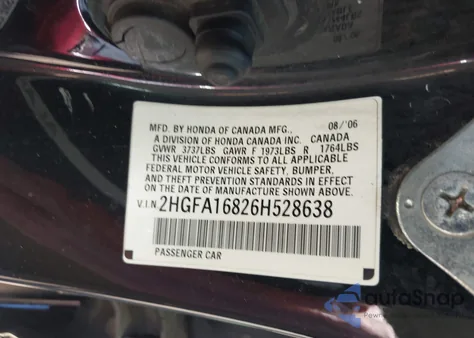 MFD. BY HONDA OF CANADA MFG., 08/'06
A DIVISION OF HONDA CANADA INC. CANADA
GVWR 3737LBS GAWR F 1973LBS R 1764LBS
THIS VEHICLE CONFORMS TO ALL APPLICABLE
FEDERAL MOTOR VEHICLE SAFETY, BUMPER,
AND THEFT PREVENTION STANDARDS IN EFFECT
ON THE DATE OF MANUFACTURE SHOWN ABOVE.
V.I.N 2HGFA16826H528638
PASSENGER CAR
autoSnap